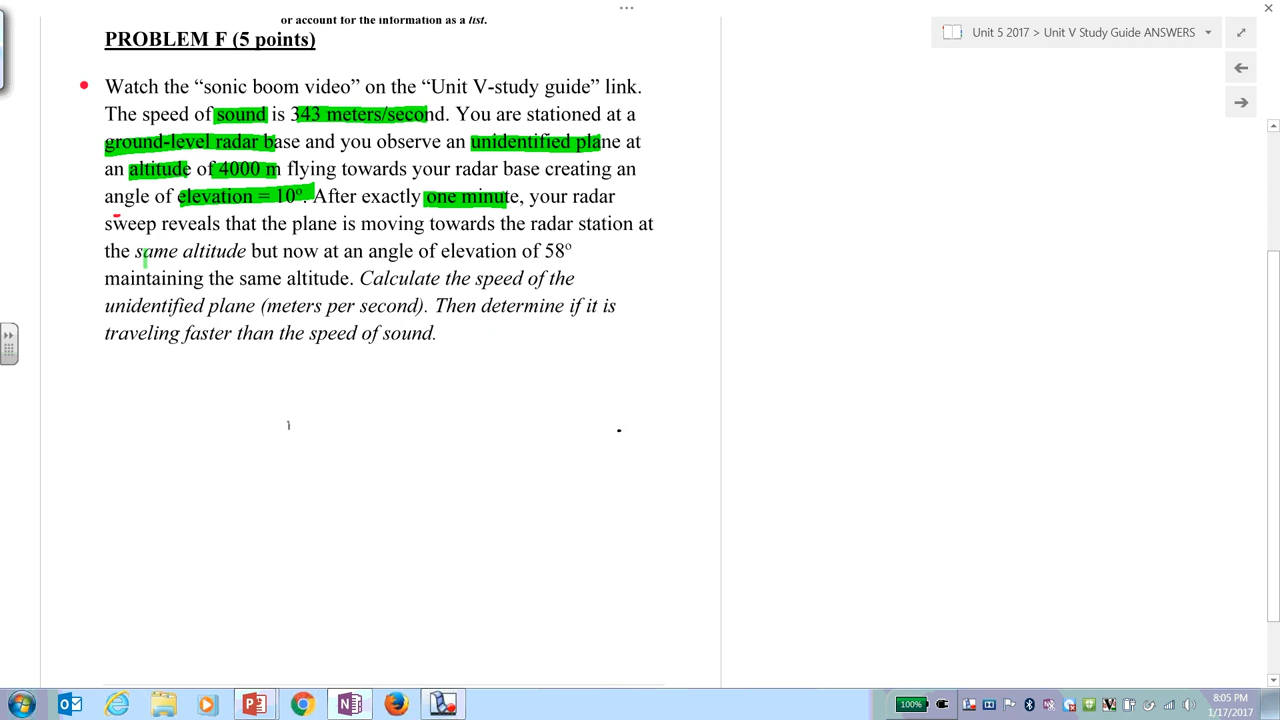 or account for the information as a list.
PROBLEM F (5 points)
Watch the “sonic boom video” on the “Unit V-study guide” link.
The speed of sound is 343 meters/second. You are stationed at a
ground-level radar base and you observe an unidentified plane at
an altitude of 4000 m flying towards your radar base creating an
angle of elevation = 10º. After exactly one minute, your radar
sweep reveals that the plane is moving towards the radar station at
the same altitude but now at an angle of elevation of 58º
maintaining the same altitude. Calculate the speed of the
unidentified plane (meters per second). Then determine if it is
traveling faster than the speed of sound.
Unit 5 2017 > Unit V Study Guide ANSWERS
100%
8:05 PM
1/17/2017